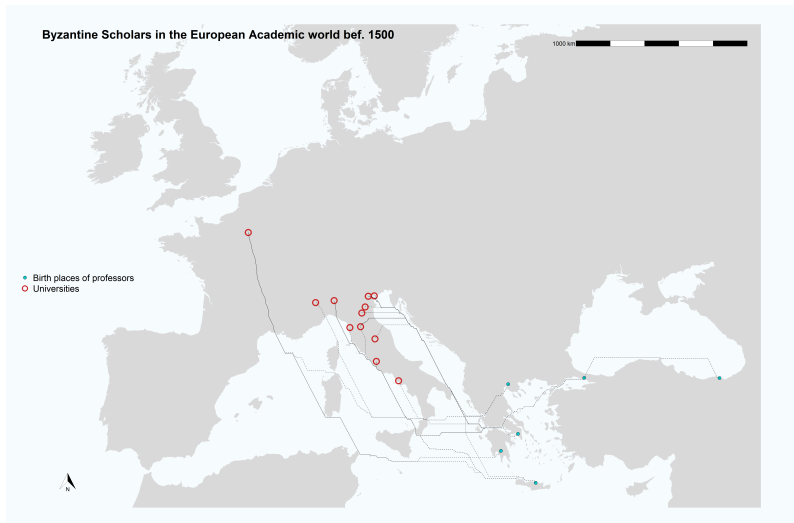 Byzantine Scholars in the European Academic world bef. 1500
1000 km
Birth places of professors
Universities
N